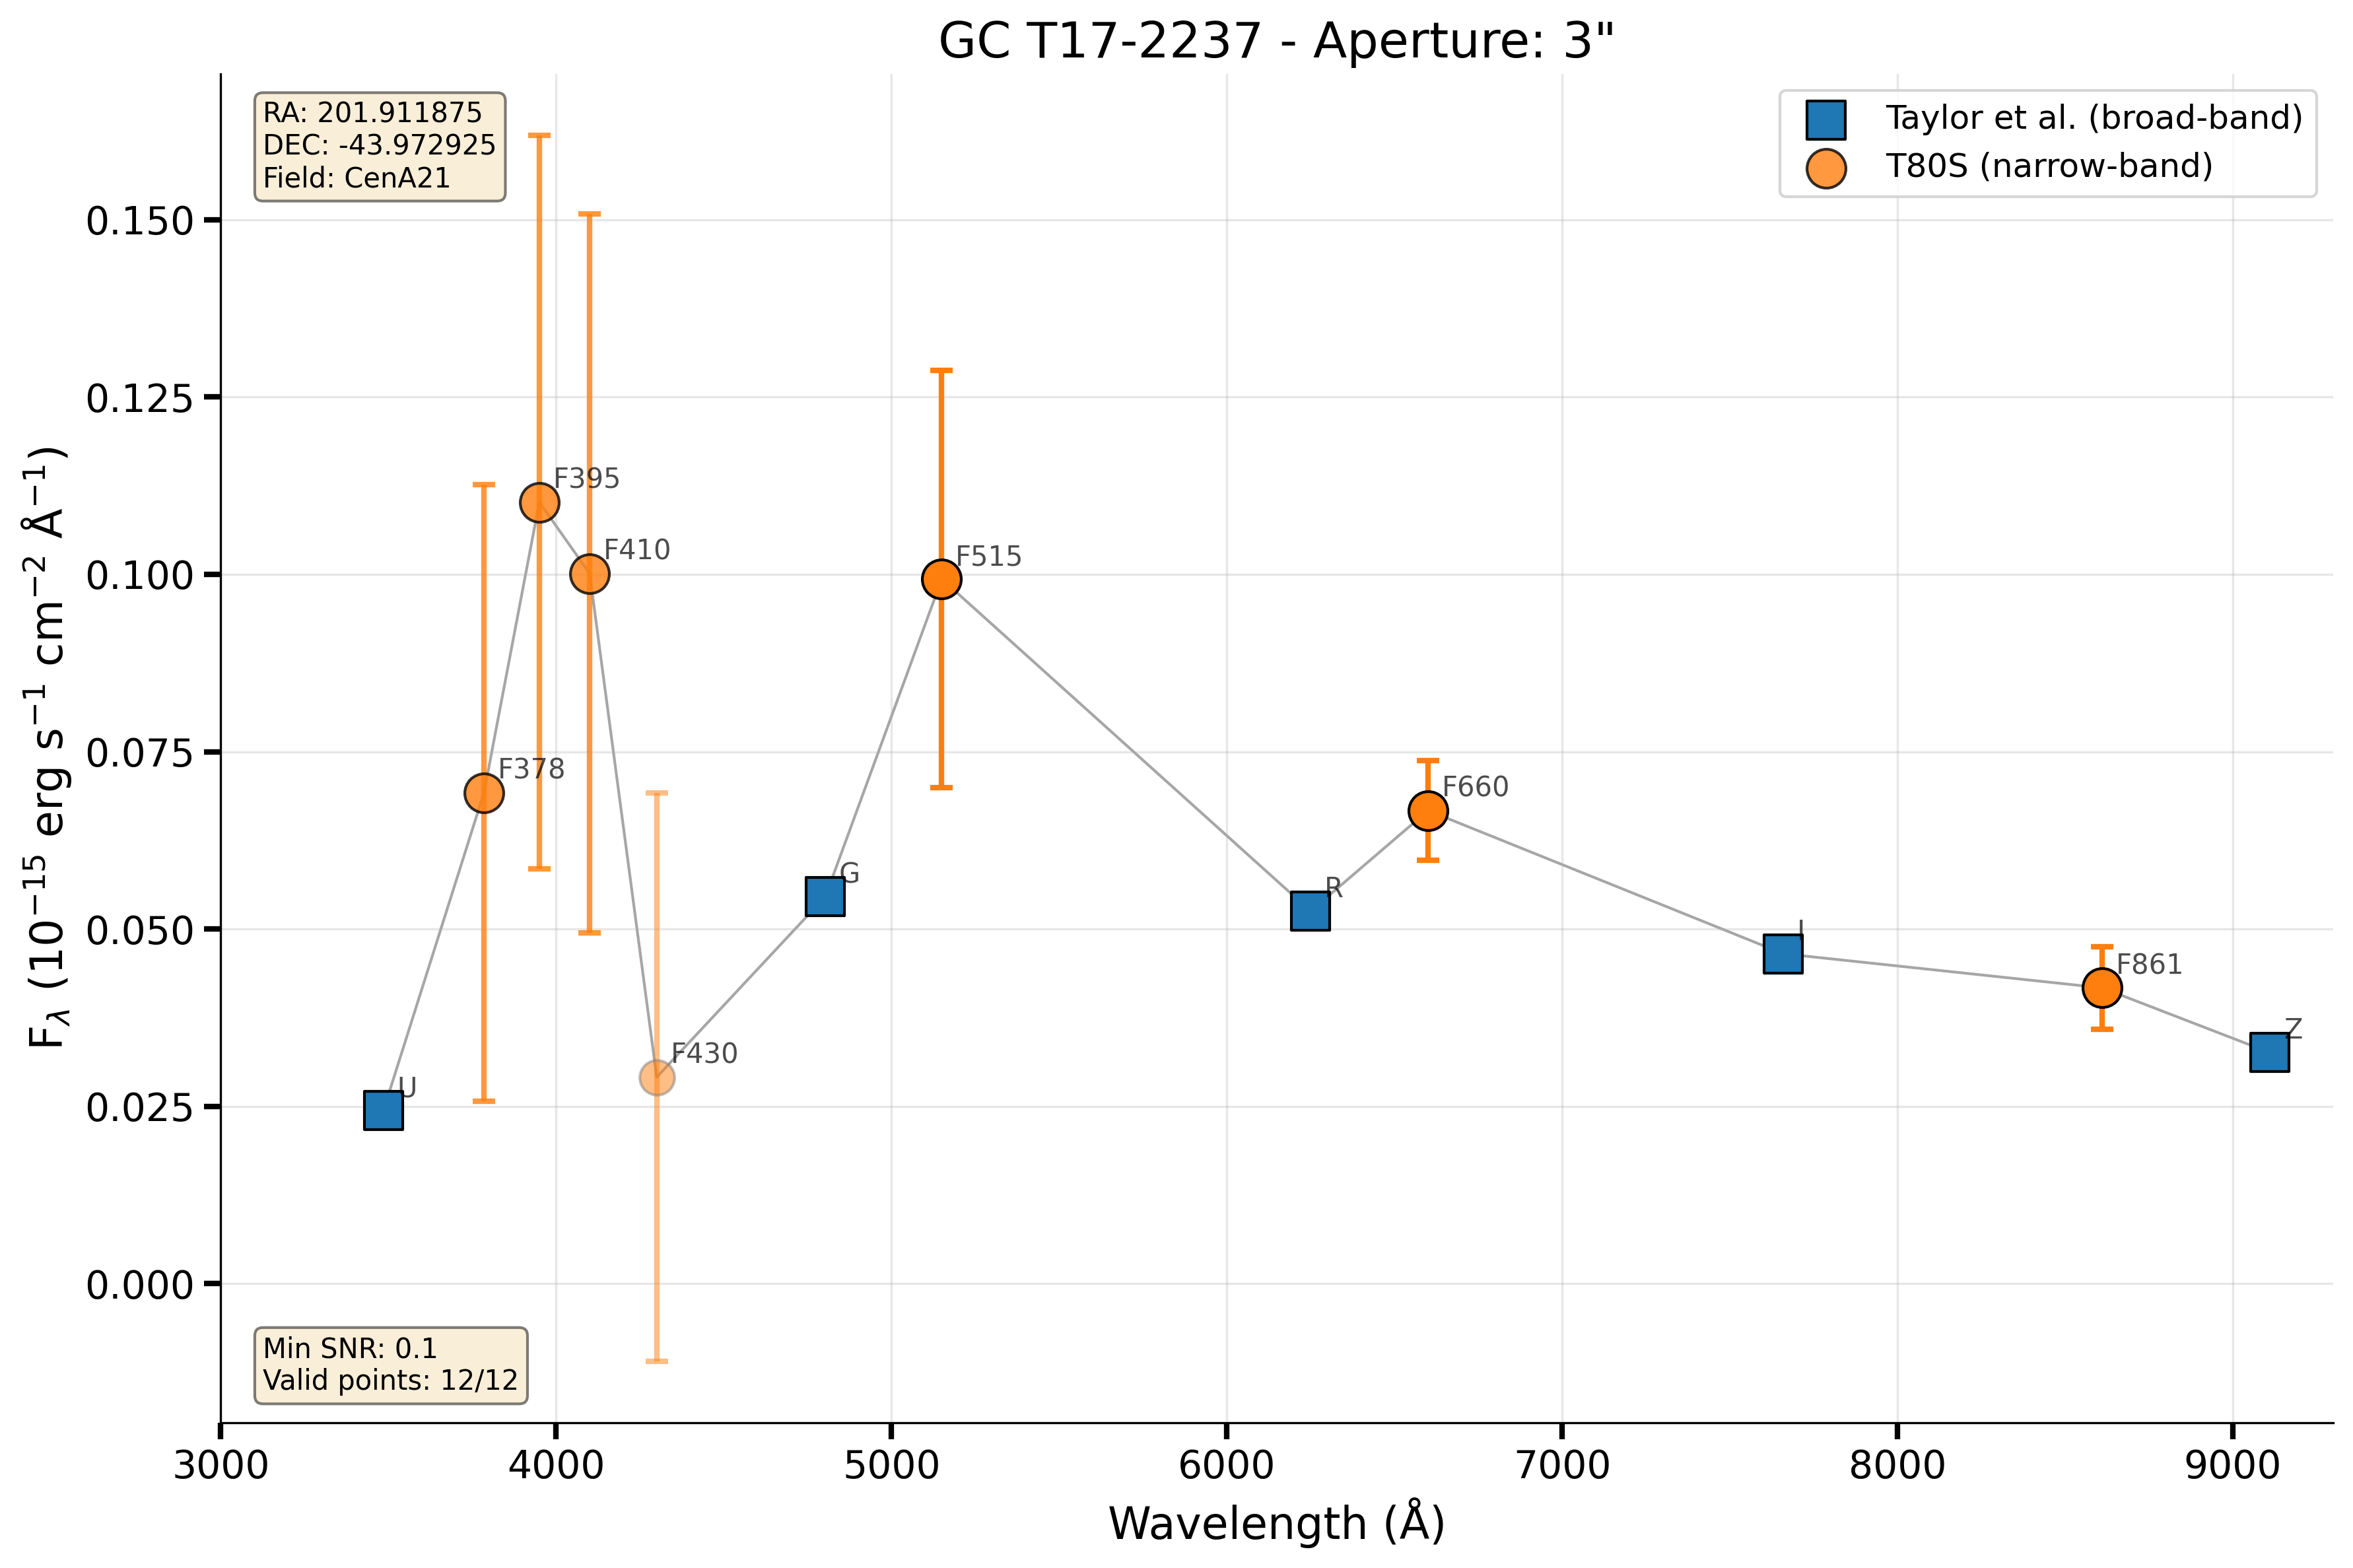 GC T17-2237 - Aperture: 3"
RA: 201.911875
DEC: -43.972925
Field: CenA21
Taylor et al. (broad-band)
T80S (narrow-band)
0.150
0.125
0.100
0.075
0.050
0.025
0.000
F_λ (10⁻¹⁵ erg s⁻¹ cm⁻² Å⁻¹)
U
F378
F395
F410
F430
G
F515
R
F660
I
F861
Z
Min SNR: 0.1
Valid points: 12/12
3000 4000 5000 6000 7000 8000 9000
Wavelength (Å)